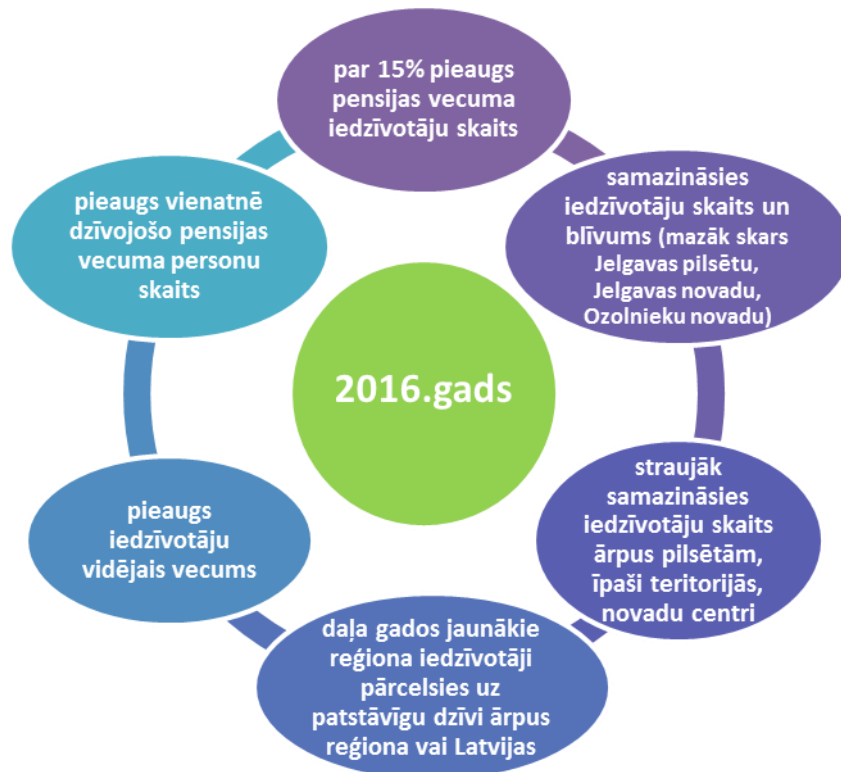 par 15% pieaugs
pensijas vecuma
iedzīvotāju skaits
samazināsies
iedzīvotāju skaits un
blīvums (mazāk skars
Jelgavas pilsētu,
Jelgavas novadu,
Ozolnieku novadu)
straujāk
samazināsies
iedzīvotāju skaits
ārpus pilsētām,
īpaši teritorijās,
novadu centri
daļa gados jaunākie
reģiona iedzīvotāji
pārcelsies uz
patstāvīgu dzīvi ārpus
reģiona vai Latvijas
pieaugs
iedzīvotāju
vidējais vecums
pieaugs vienatnē
dzīvojošo pensijas
vecuma personu
skaits
2016.gads